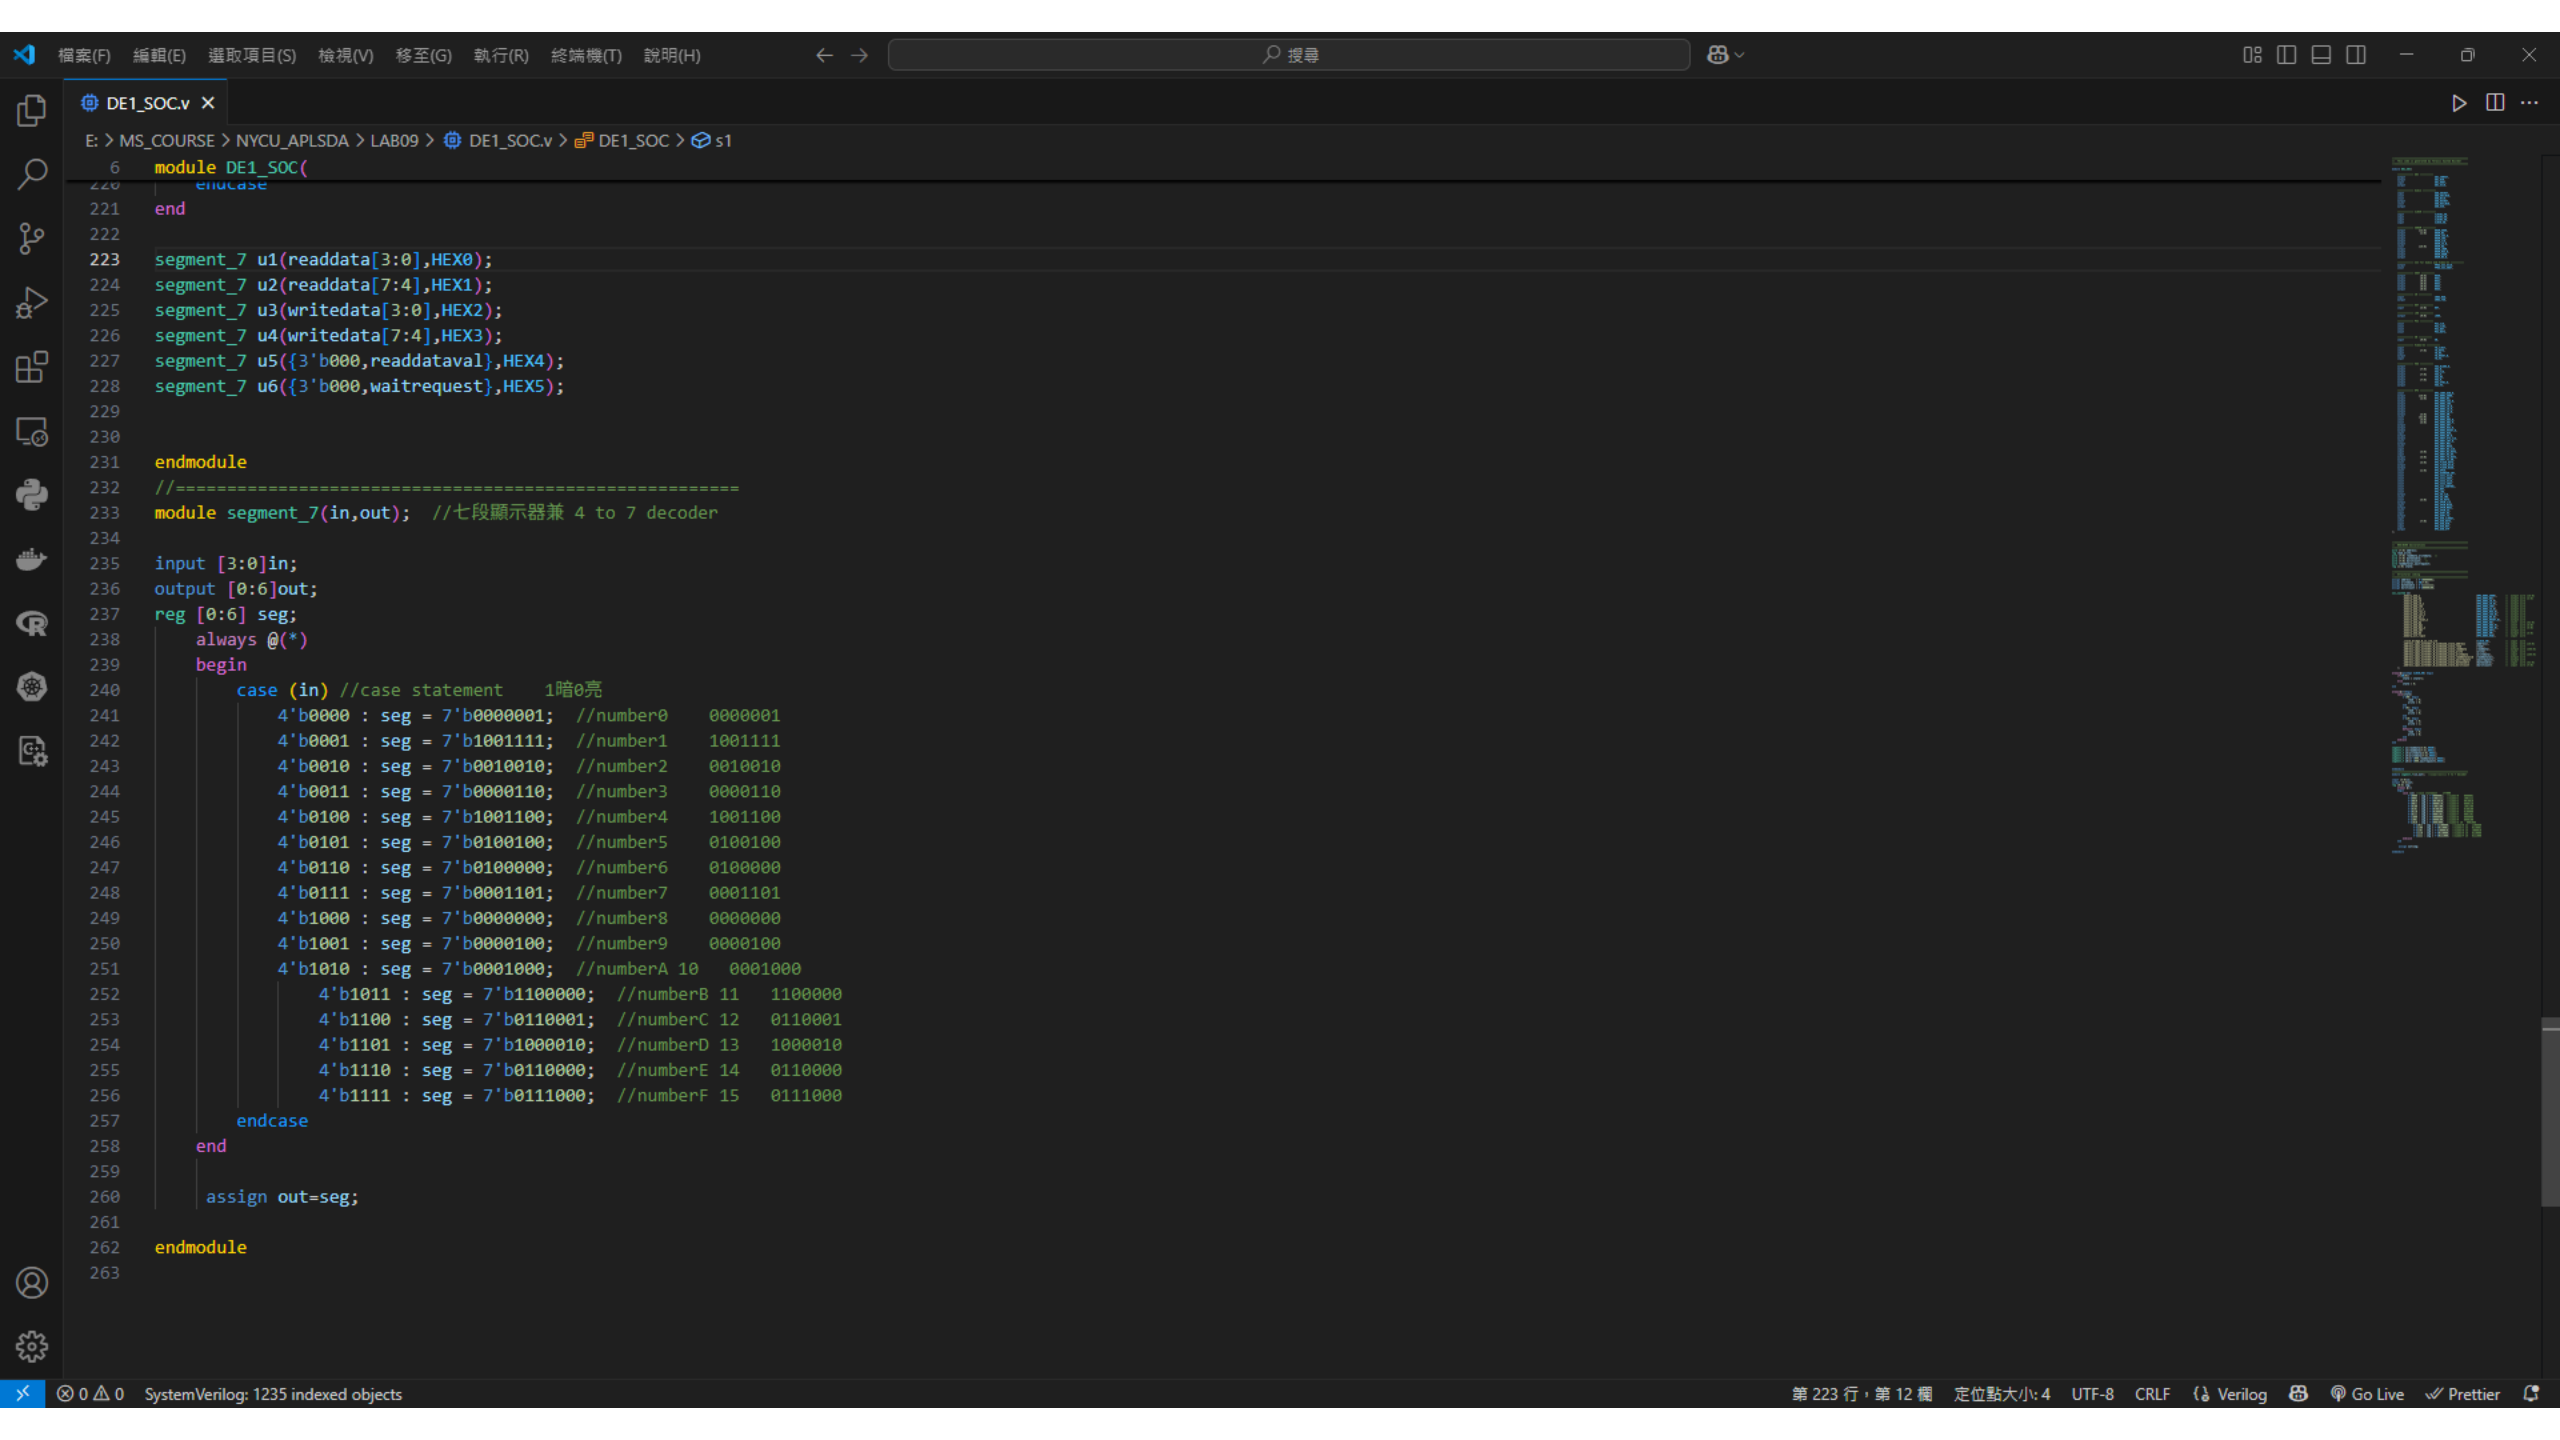 檔案(F) 編輯(E) 選取項目(S) 檢視(V) 移至(G) 執行(R) 終端機(T) 說明(H) 搜尋
DE1_SOC.v
E: > MS_COURSE > NYCU_APLSDA > LAB09 > DE1_SOC.v > DE1_SOC > s1
6 module DE1_SOC(
220 endcase
221 end
222
223 segment_7 u1(readdata[3:0],HEX0);
224 segment_7 u2(readdata[7:4],HEX1);
225 segment_7 u3(writedata[3:0],HEX2);
226 segment_7 u4(writedata[7:4],HEX3);
227 segment_7 u5({3'b000,readdataval},HEX4);
228 segment_7 u6({3'b000,waitrequest},HEX5);
229
230
231 endmodule
232 //=======================================================
233 module segment_7(in,out); //七段顯示器兼 4 to 7 decoder
234
235 input [3:0]in;
236 output [0:6]out;
237 reg [0:6] seg;
238 always @(*)
239 begin
240 case (in) //case statement 1暗0亮
241 4'b0000 : seg = 7'b0000001; //number0 0000001
242 4'b0001 : seg = 7'b1001111; //number1 1001111
243 4'b0010 : seg = 7'b0010010; //number2 0010010
244 4'b0011 : seg = 7'b0000110; //number3 0000110
245 4'b0100 : seg = 7'b1001100; //number4 1001100
246 4'b0101 : seg = 7'b0100100; //number5 0100100
247 4'b0110 : seg = 7'b0100000; //number6 0100000
248 4'b0111 : seg = 7'b0001101; //number7 0001101
249 4'b1000 : seg = 7'b0000000; //number8 0000000
250 4'b1001 : seg = 7'b0000100; //number9 0000100
251 4'b1010 : seg = 7'b0001000; //numberA 10 0001000
252 4'b1011 : seg = 7'b1100000; //numberB 11 1100000
253 4'b1100 : seg = 7'b0110001; //numberC 12 0110001
254 4'b1101 : seg = 7'b1000010; //numberD 13 1000010
255 4'b1110 : seg = 7'b0110000; //numberE 14 0110000
256 4'b1111 : seg = 7'b0111000; //numberF 15 0111000
257 endcase
258 end
259
260 assign out=seg;
261
262 endmodule
263
0 0 SystemVerilog: 1235 indexed objects 第 223 行，第 12 欄 定位點大小: 4 UTF-8 CRLF Verilog Go Live Prettier